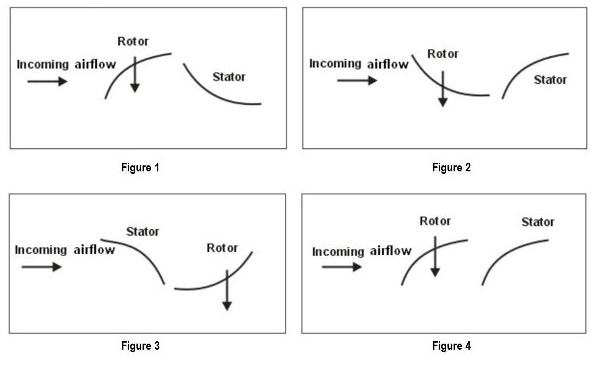 Rotor
Incoming airflow
Stator
Figure 1
Rotor
Incoming airflow
Stator
Figure 2
Stator
Rotor
Incoming airflow
Figure 3
Rotor
Stator
Incoming airflow
Figure 4